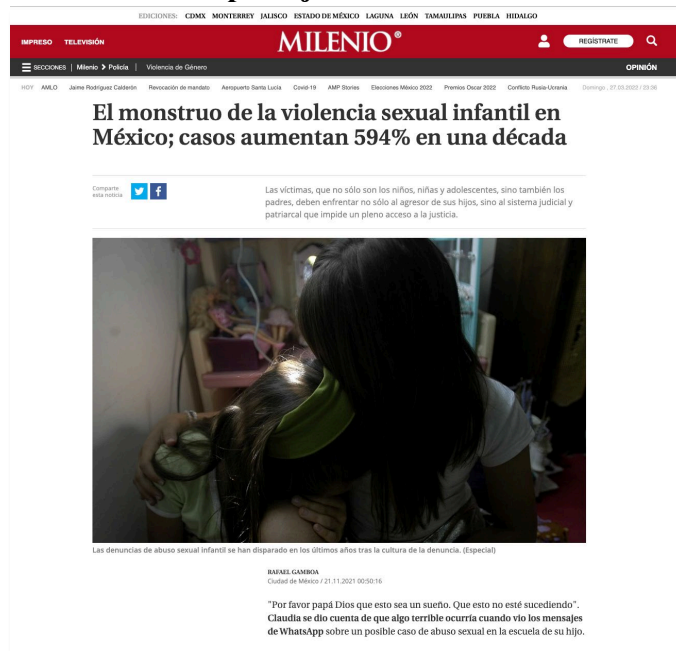 EDICIONES: CDMX MONTERREY JALISCO ESTADO DE MÉXICO LAGUNA LEÓN TAMAULIPAS PUEBLA HIDALGO
IMPRESO TELEVISIÓN MILENIO® REGÍSTRATE
SECCIONES | Milenio > Policía | Violencia de Género OPINIÓN
HOY AMLO Jaime Rodríguez Calderón Revocación de mandato Aeropuerto Santa Lucía Covid-19 AMP Stories Elecciones México 2022 Premios Oscar 2022 Conflicto Rusia-Ucrania Domingo , 27.03.2022 / 23:06
El monstruo de la violencia sexual infantil en
México; casos aumentan 594% en una década
Comparte
esta noticia
Las víctimas, que no sólo son los niños, niñas y adolescentes, sino también los
padres, deben enfrentar no sólo al agresor de sus hijos, sino al sistema judicial y
patriarcal que impide un pleno acceso a la justicia.
Las denuncias de abuso sexual infantil se han disparado en los últimos años tras la cultura de la denuncia. (Especial)
RAFAEL GAMBOA
Ciudad de México / 21.11.2021 00:50:16
"Por favor papá Dios que esto sea un sueño. Que esto no esté sucediendo".
Claudia se dio cuenta de que algo terrible ocurría cuando vio los mensajes
de WhatsApp sobre un posible caso de abuso sexual en la escuela de su hijo.